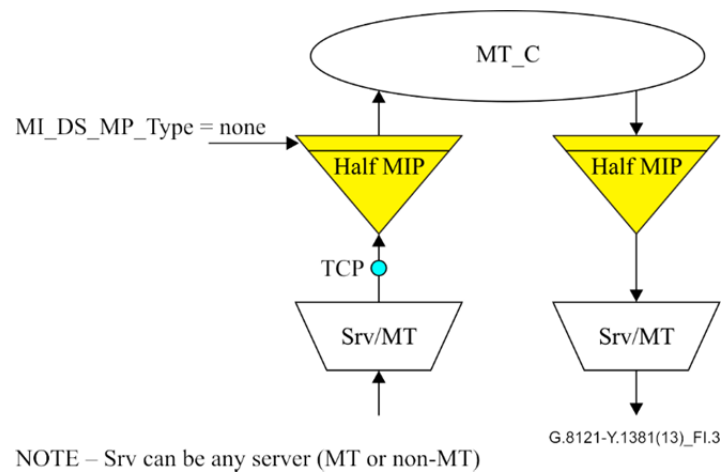 MT_C
MI_DS_MP_Type = none
Half MIP
Half MIP
TCP
Srv/MT
Srv/MT
G.8121-Y.1381(13)_FI.3
NOTE – Srv can be any server (MT or non-MT)